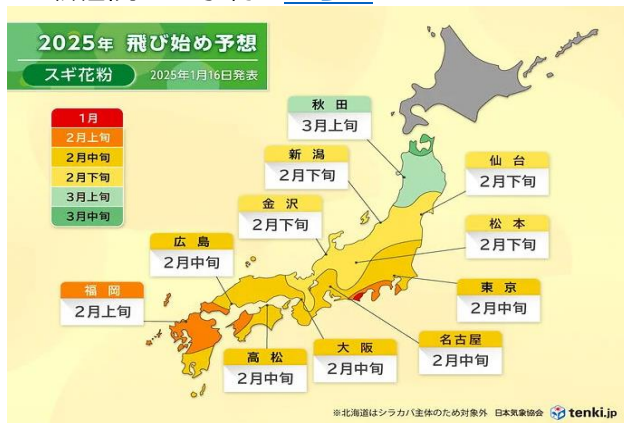 2025年 飛び始め予想
スギ花粉
2025年1月16日発表
1月
2月上旬
2月中旬
2月下旬
3月上旬
3月中旬
秋田
3月上旬
新潟
2月下旬
仙台
2月下旬
金沢
2月下旬
松本
2月下旬
広島
2月中旬
福岡
2月上旬
東京
2月中旬
高松
2月中旬
大阪
2月中旬
名古屋
2月中旬
※北海道はシラカバ主体のため対象外 日本気象協会 tenki.jp